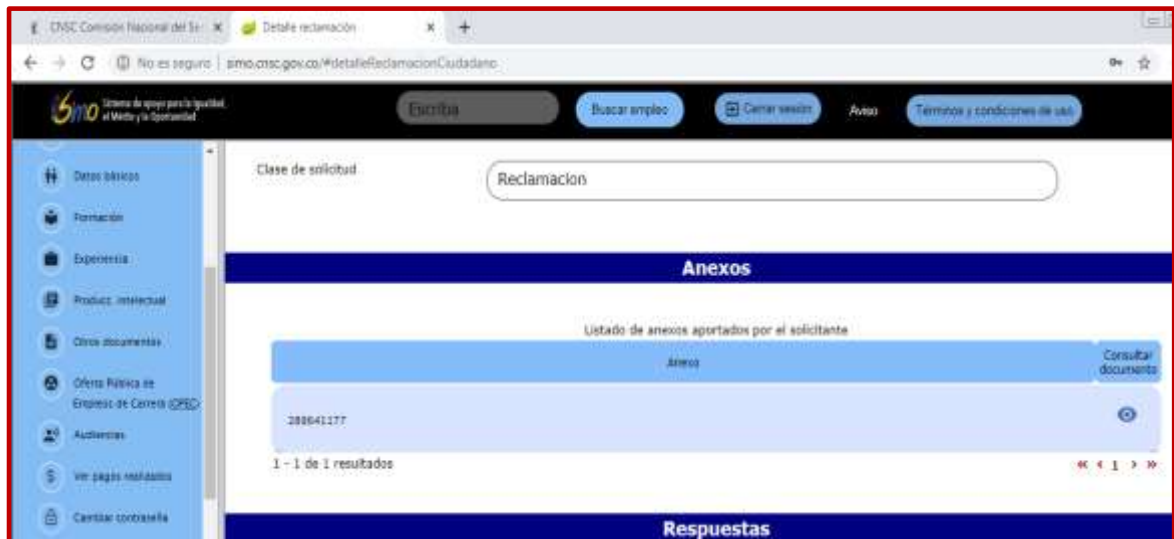 CNSC Comisión Nacional del Se
Detalle reclamación
No es seguro | simo.cnsc.gov.co/#detalleReclamacionCiudadano
Simo Sistema de apoyo para la Igualdad,
el Mérito y la Oportunidad
Escriba
Buscar empleo
Cerrar sesión
Aviso
Términos y condiciones de uso
Datos básicos
Formación
Experiencia
Producc. intelectual
Otros documentos
Oferta Pública de
Empleos de Carrera (OPEC)
Audiencias
Ver pagos realizados
Cambiar contraseña
Clase de solicitud
Reclamacion
Anexos
Listado de anexos aportados por el solicitante
Anexo
Consultar
documento
288641177
1 - 1 de 1 resultados
« ‹ 1 › »
Respuestas